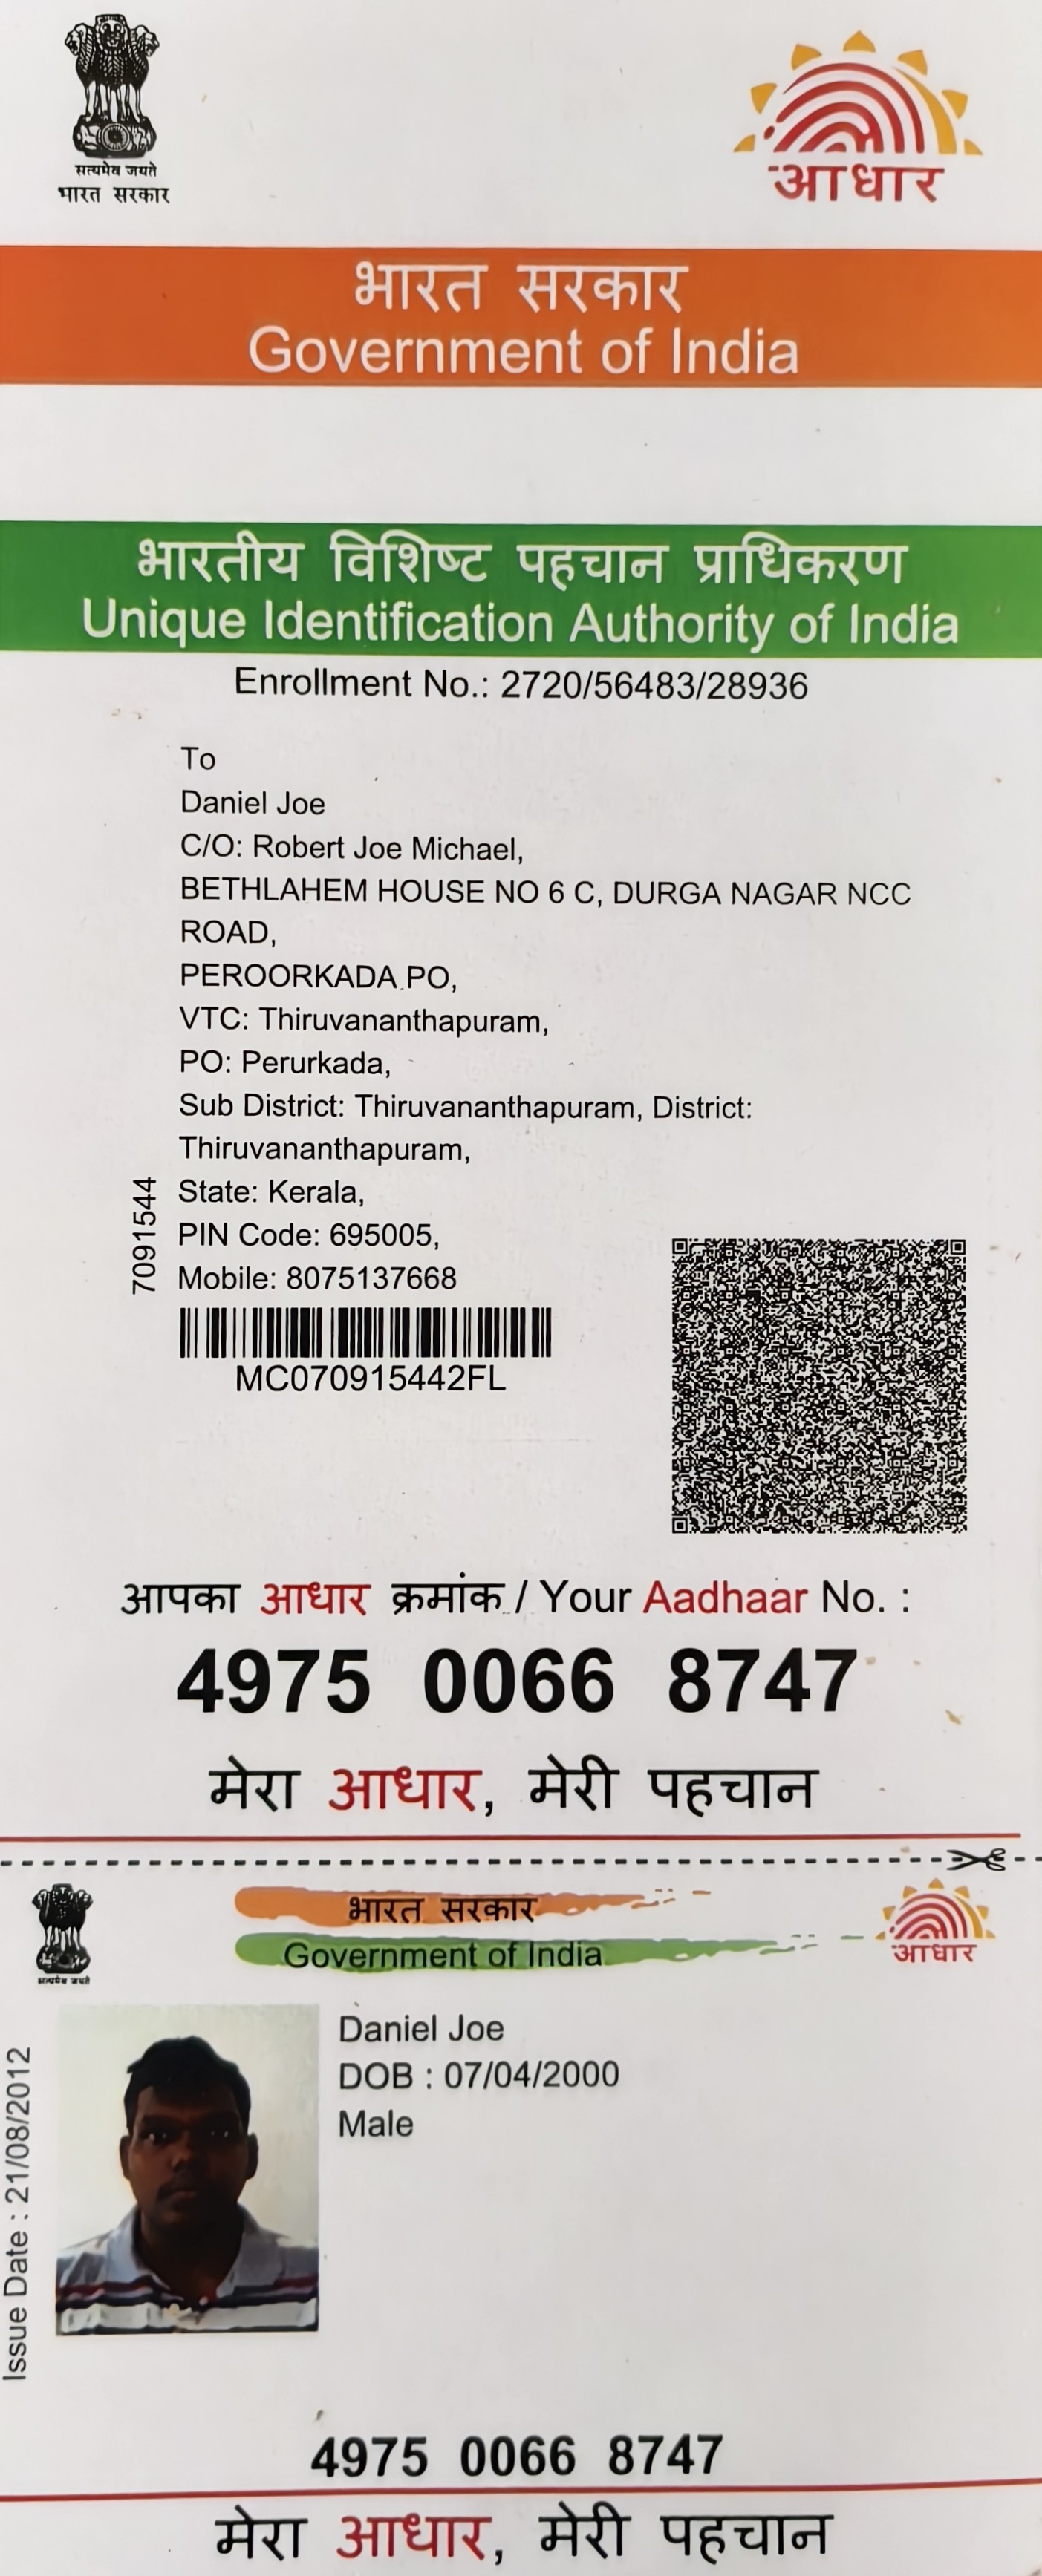 सत्यमेव जयते
भारत सरकार
आधार
भारत सरकार
Government of India
भारतीय विशिष्ट पहचान प्राधिकरण
Unique Identification Authority of India
Enrollment No.: 2720/56483/28936
To
Daniel Joe
C/O: Robert Joe Michael,
BETHLAHEM HOUSE NO 6 C, DURGA NAGAR NCC
ROAD,
PEROORKADA PO,
VTC: Thiruvananthapuram,
PO: Perurkada,
Sub District: Thiruvananthapuram, District:
Thiruvananthapuram,
State: Kerala,
PIN Code: 695005,
Mobile: 8075137668
7091544
MC070915442FL
आपका आधार क्रमांक / Your Aadhaar No. :
4975 0066 8747
मेरा आधार, मेरी पहचान
सत्यमेव जयते
भारत सरकार
Government of India
आधार
Issue Date : 21/08/2012
Daniel Joe
DOB : 07/04/2000
Male
4975 0066 8747
मेरा आधार, मेरी पहचान